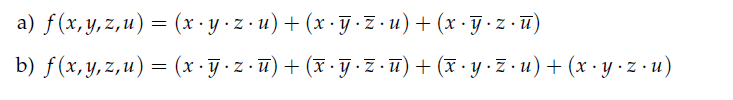 a) f(x,y,z,u) = (x · y · z · u) + (x · y̅ · z̅ · u) + (x · y̅ · z · u̅)
b) f(x,y,z,u) = (x · y̅ · z · u̅) + (x̅ · y̅ · z̅ · u̅) + (x̅ · y · z̅ · u) + (x · y · z · u)